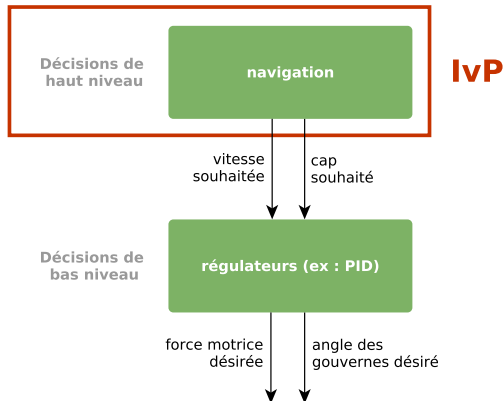 Décisions de
haut niveau
navigation
IvP
vitesse
souhaitée
cap
souhaité
Décisions de
bas niveau
régulateurs (ex : PID)
force motrice
désirée
angle des
gouvernes désiré